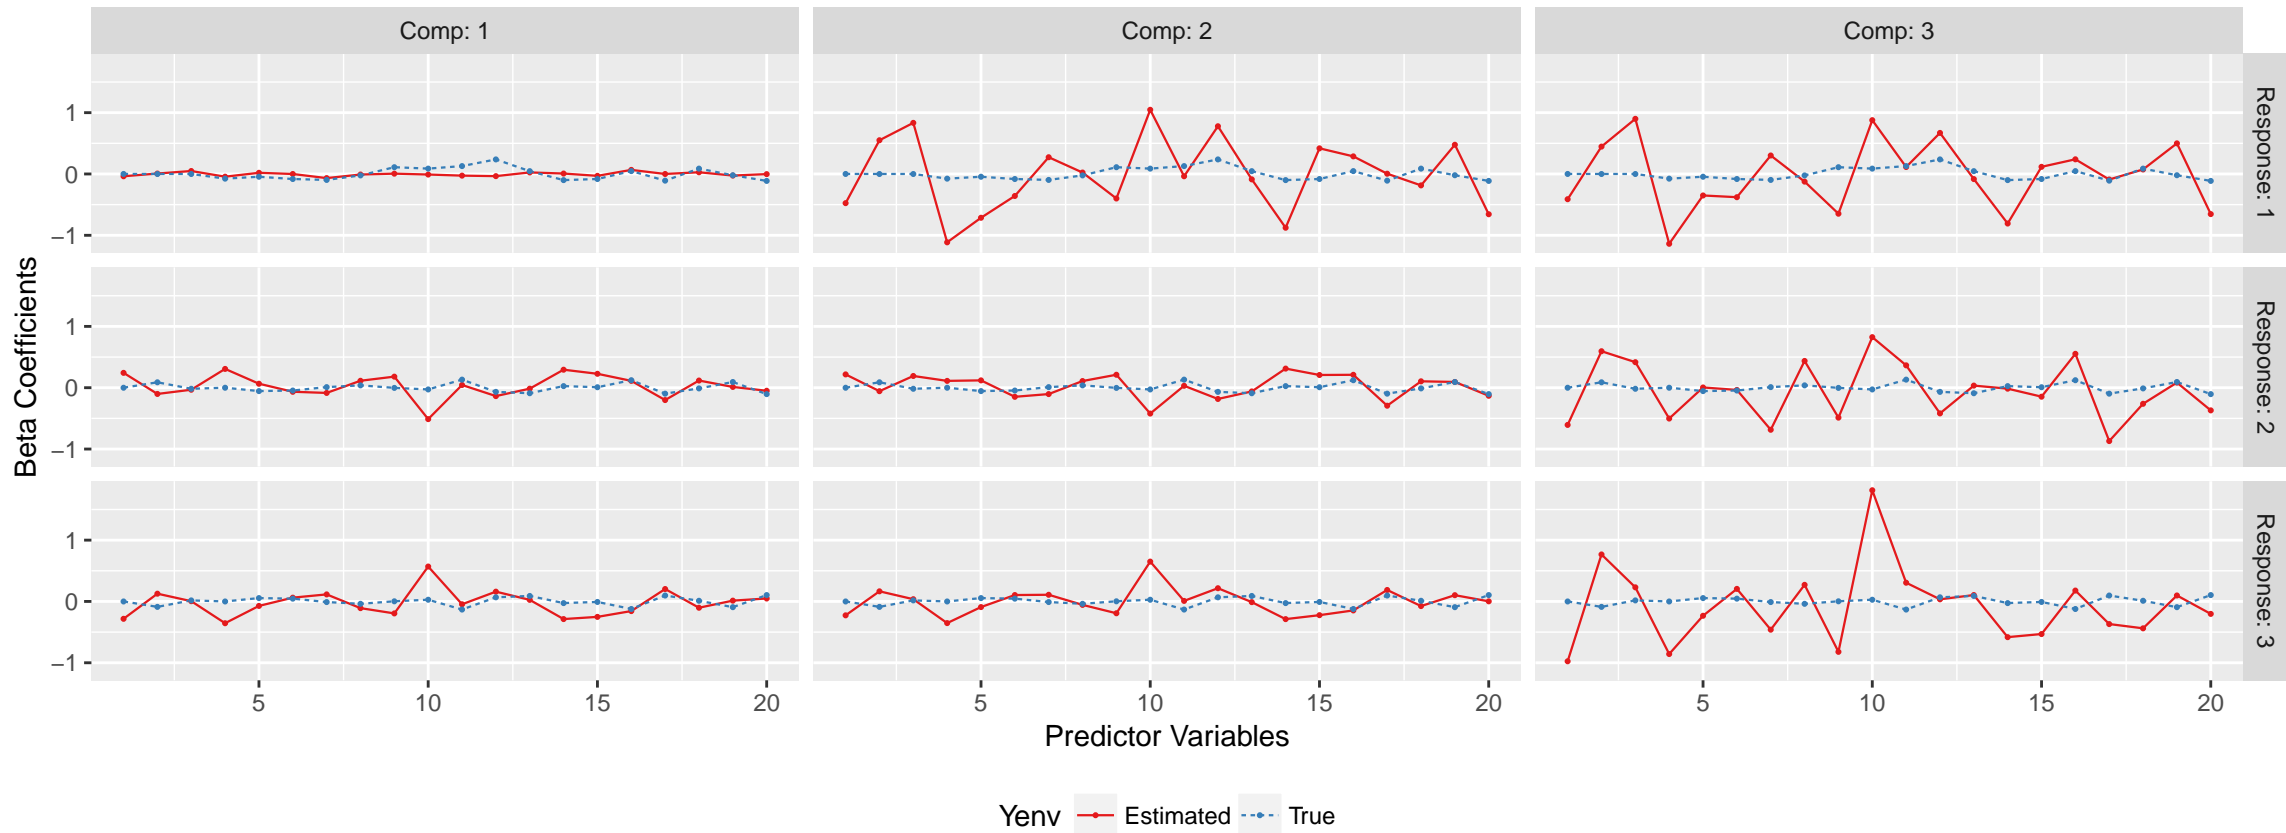 Comp: 1 Comp: 2 Comp: 3
Beta Coefficients
1
0
−1
Response: 1
1
0
−1
Response: 2
1
0
−1
Response: 3
5 10 15 20 5 10 15 20 5 10 15 20
Predictor Variables
Yenv Estimated True